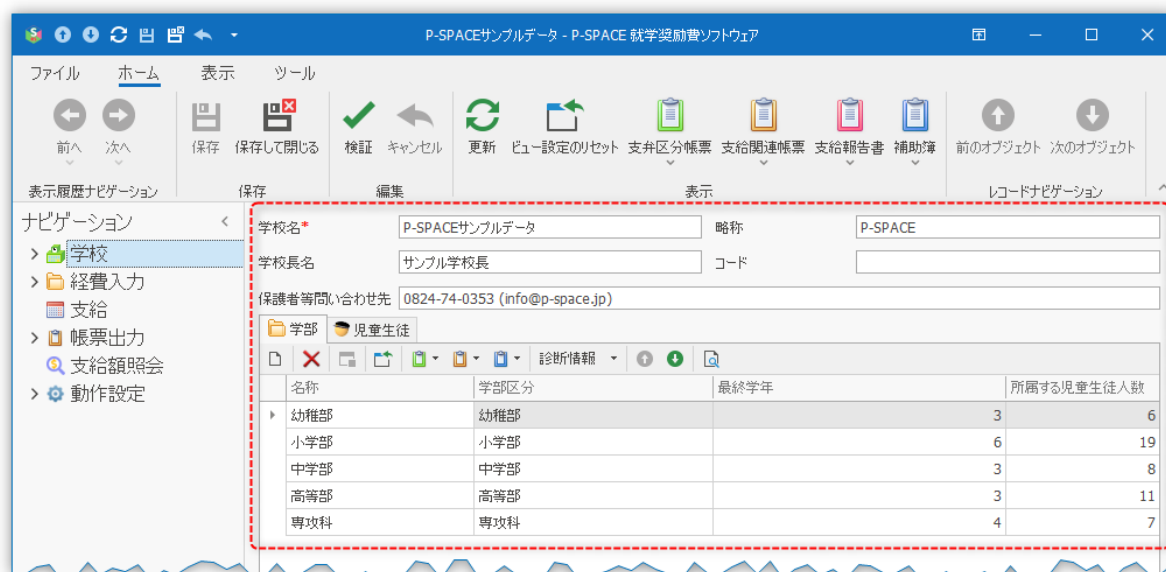 P-SPACEサンプルデータ - P-SPACE 就学奨励費ソフトウェア
ファイル ホーム 表示 ツール
前へ 次へ 保存 保存して閉じる 検証 キャンセル 更新 ビュー設定のリセット 支弁区分帳票 支給関連帳票 支給報告書 補助簿 前のオブジェクト 次のオブジェクト
表示履歴ナビゲーション 保存 編集 表示 レコードナビゲーション
ナビゲーション
学校
経費入力
支給
帳票出力
支給額照会
動作設定
学校名* P-SPACEサンプルデータ 略称 P-SPACE
学校長名 サンプル学校長 コード
保護者等問い合わせ先 0824-74-0353 (info@p-space.jp)
学部 児童生徒
診断情報
名称 学部区分 最終学年 所属する児童生徒人数
幼稚部 幼稚部 3 6
小学部 小学部 6 19
中学部 中学部 3 8
高等部 高等部 3 11
専攻科 専攻科 4 7